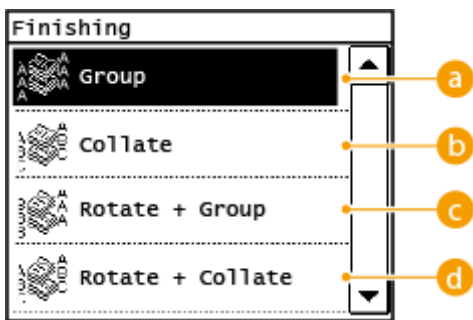 Finishing
Group a
Collate b
Rotate + Group c
Rotate + Collate d